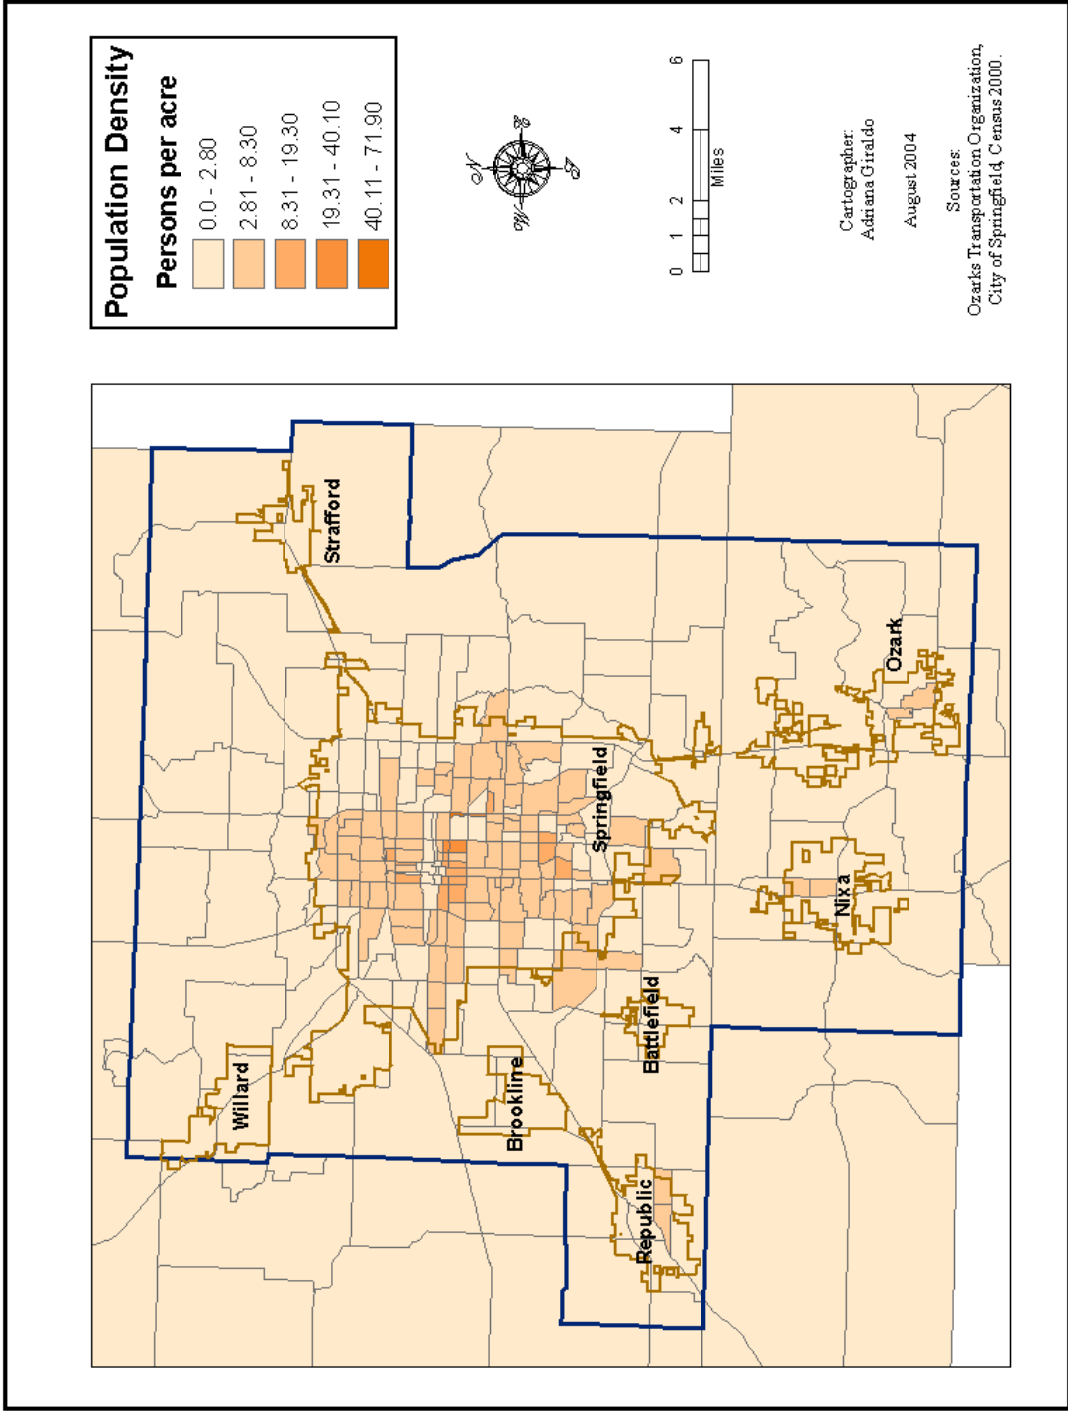 Population Density
Persons per acre
0.0 - 2.80
2.81 - 8.30
8.31 - 19.30
19.31 - 40.10
40.11 - 71.90
N
E
S
W
0 1 2 4 6
Miles
Cartographer:
Adriana Giraldo
August 2004
Sources:
Ozarks Transportation Organization,
City of Springfield, Census 2000.
Strafford
Willard
Springfield
Brookline
Battlefield
Republic
Ozark
Nixa